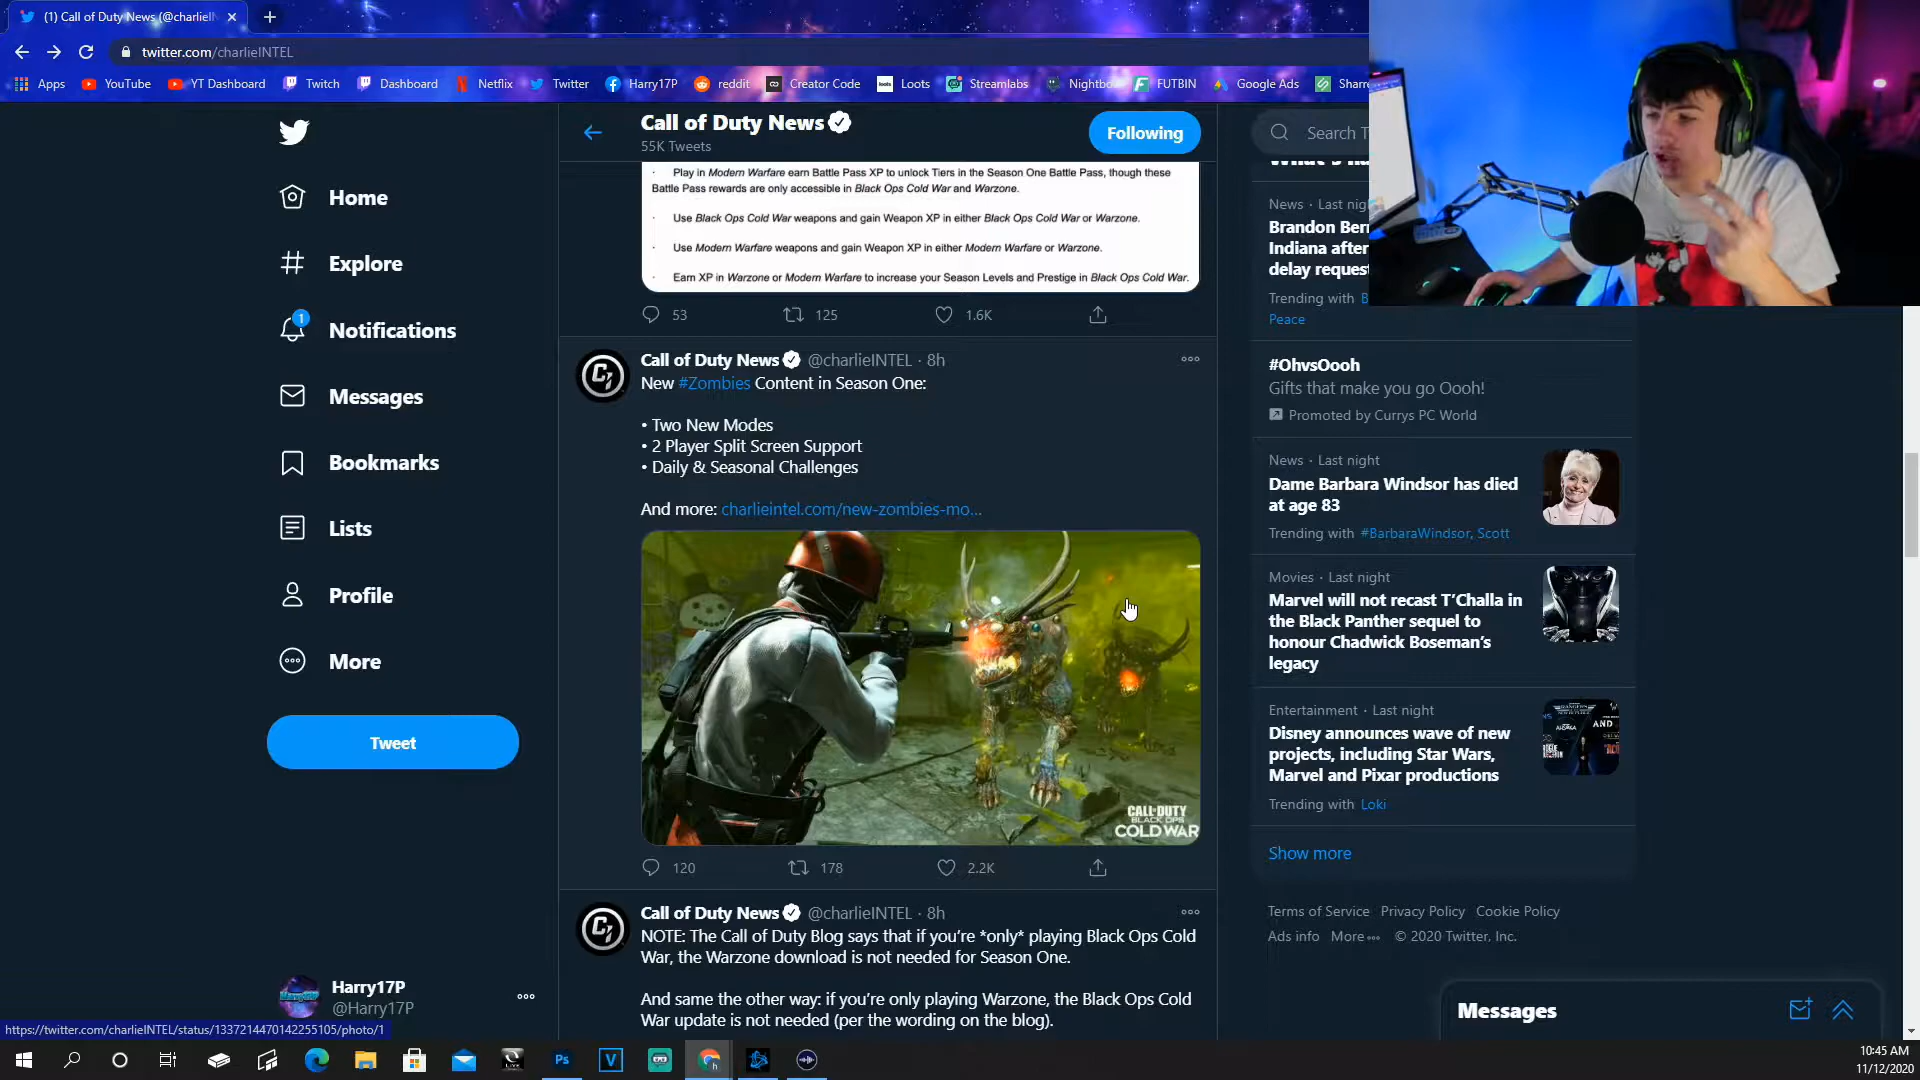 (1) Call of Duty News (@charlieIN
twitter.com/charlieINTEL
Apps YouTube YT Dashboard Twitch Dashboard Netflix Twitter Harry17P reddit Creator Code Loots Streamlabs FUTBIN Google Ads
Call of Duty News
55K Tweets
Following
Search T
Home
Explore
1
Notifications
Messages
Bookmarks
Lists
Profile
More
Tweet
Harry17P
@Harry17P
· Play in Modern Warfare earn Battle Pass XP to unlock Tiers in the Season One Battle Pass, though these
Battle Pass rewards are only accessible in Black Ops Cold War and Warzone.
· Use Black Ops Cold War weapons and gain Weapon XP in either Black Ops Cold War or Warzone.
· Use Modern Warfare weapons and gain Weapon XP in either Modern Warfare or Warzone.
· Earn XP in Warzone or Modern Warfare to increase your Season Levels and Prestige in Black Ops Cold War.
53 125 1.6K
Call of Duty News @charlieINTEL · 8h
New #Zombies Content in Season One:
• Two New Modes
• 2 Player Split Screen Support
• Daily & Seasonal Challenges
And more: charlieintel.com/new-zombies-mo...
CALL OF DUTY
BLACK OPS
COLD WAR
120 178 2.2K
Call of Duty News @charlieINTEL · 8h
NOTE: The Call of Duty Blog says that if you're *only* playing Black Ops Cold
War, the Warzone download is not needed for Season One.
And same the other way: if you're only playing Warzone, the Black Ops Cold
War update is not needed (per the wording on the blog).
News · Last nig
Brandon Ber
Indiana after
delay request
Trending with B
Peace
#OhvsOooh
Gifts that make you go Oooh!
Promoted by Currys PC World
News · Last night
Dame Barbara Windsor has died
at age 83
Trending with #BarbaraWindsor, Scott
Movies · Last night
Marvel will not recast T'Challa in
the Black Panther sequel to
honour Chadwick Boseman's
legacy
Entertainment · Last night
Disney announces wave of new
projects, including Star Wars,
Marvel and Pixar productions
Trending with Loki
Show more
Terms of Service Privacy Policy Cookie Policy
Ads info More © 2020 Twitter, Inc.
Messages
https://twitter.com/charlieINTEL/status/1337214470142255105/photo/1
10:45 AM
11/12/2020